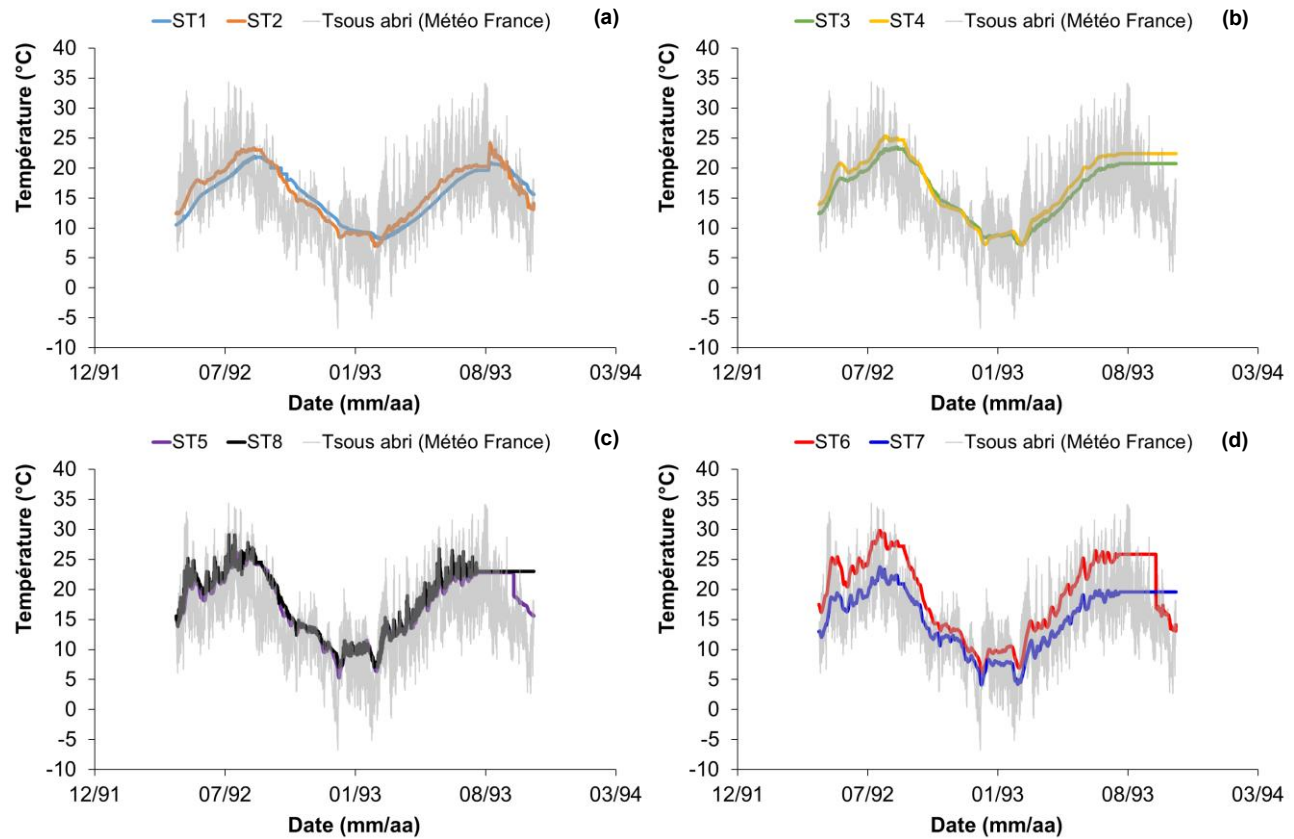 ST1 ST2 Tsous abri (Météo France) (a)
40
35
30
25
20
15
10
5
0
-5
-10
Température (°C)
12/91 07/92 01/93 08/93 03/94
Date (mm/aa)
ST3 ST4 Tsous abri (Météo France) (b)
40
35
30
25
20
15
10
5
0
-5
-10
Température (°C)
12/91 07/92 01/93 08/93 03/94
Date (mm/aa)
ST5 ST8 Tsous abri (Météo France) (c)
40
35
30
25
20
15
10
5
0
-5
-10
Température (°C)
12/91 07/92 01/93 08/93 03/94
Date (mm/aa)
ST6 ST7 Tsous abri (Météo France) (d)
40
35
30
25
20
15
10
5
0
-5
-10
Température (°C)
12/91 07/92 01/93 08/93 03/94
Date (mm/aa)